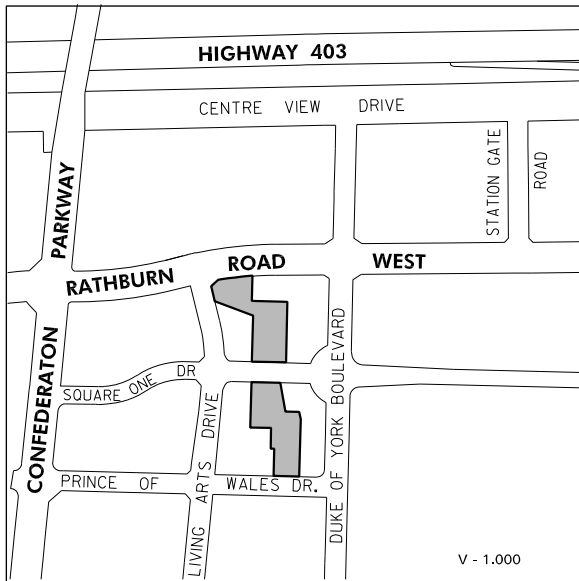 HIGHWAY 403
CENTRE VIEW DRIVE
STATION GATE ROAD
PARKWAY
RATHBURN ROAD WEST
CONFEDERATON
SQUARE ONE DR
LIVING ARTS DRIVE
DUKE OF YORK BOULEVARD
PRINCE OF WALES DR.
V - 1.000